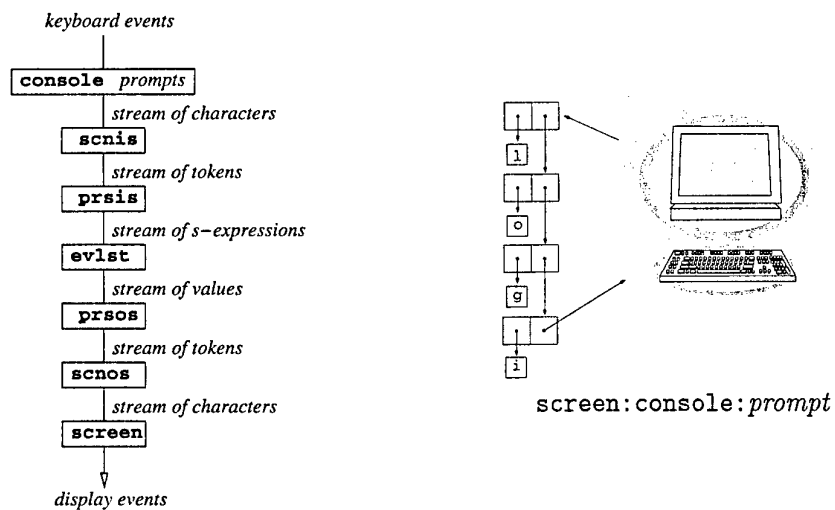 keyboard events
console prompts
stream of characters
scnis
stream of tokens
prsis
stream of s-expressions
evlst
stream of values
prsos
stream of tokens
scnos
stream of characters
screen
display events
l
o
g
i
screen:console:prompt